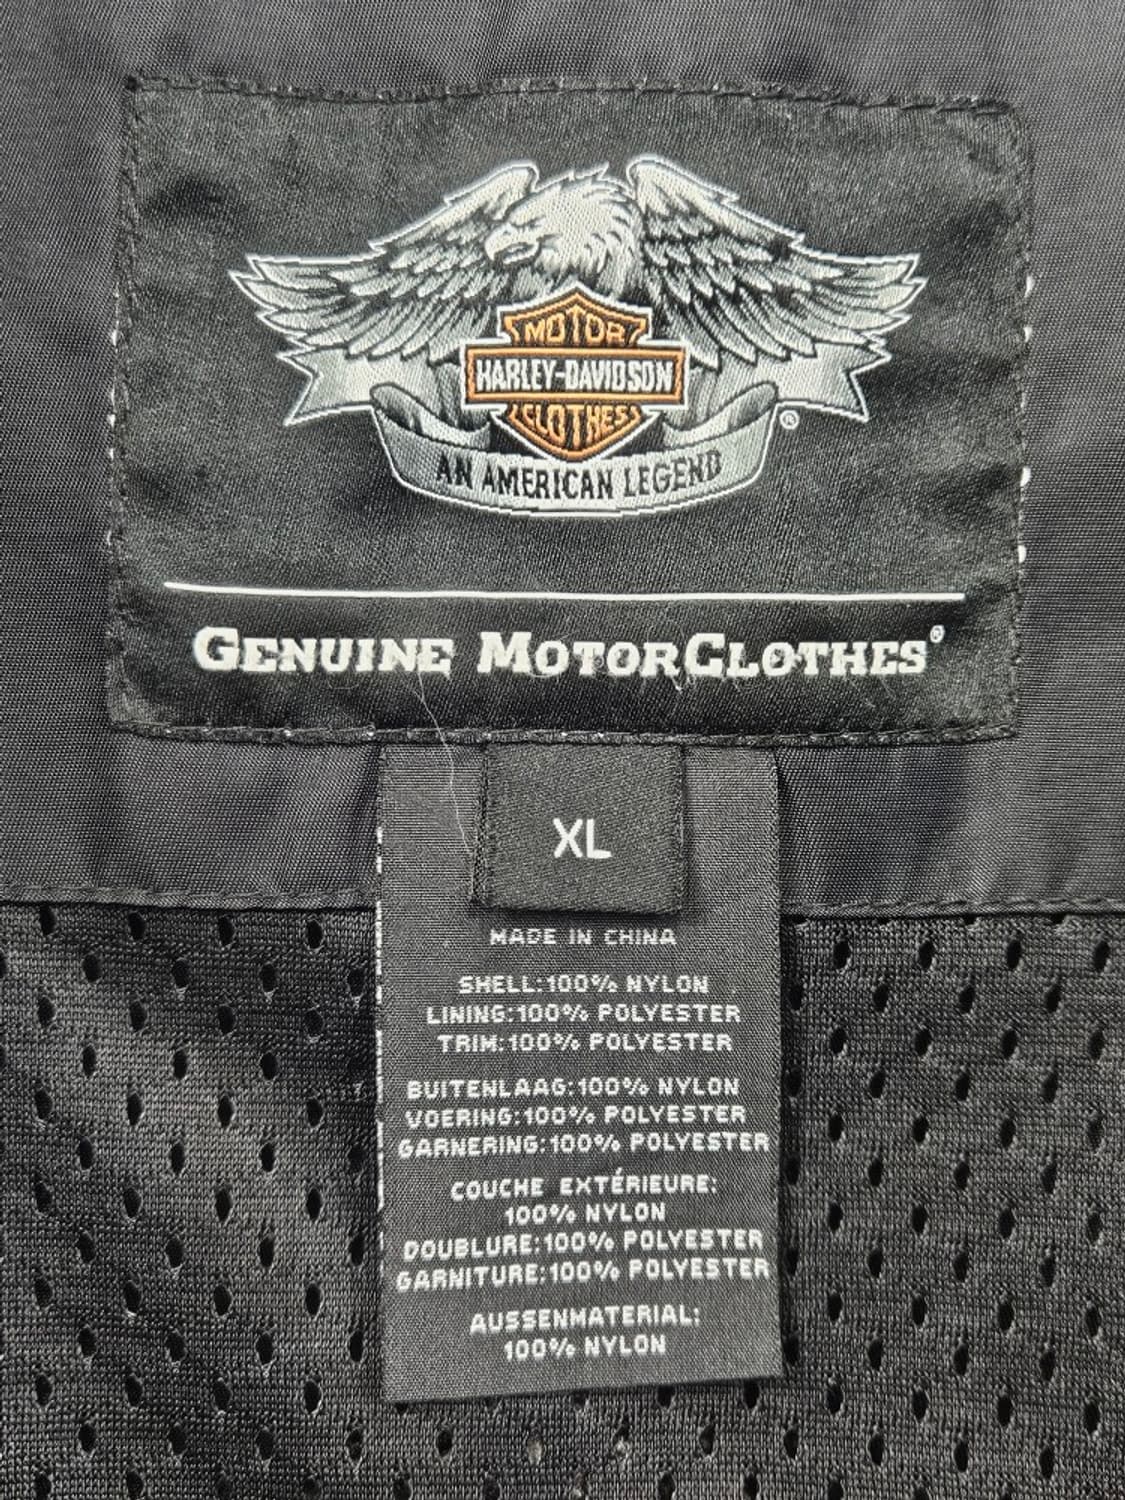 MOTOR
HARLEY-DAVIDSON
CLOTHES
®
AN AMERICAN LEGEND
GENUINE MOTORCLOTHES®
XL
MADE IN CHINA
SHELL:100% NYLON
LINING:100% POLYESTER
TRIM:100% POLYESTER
BUITENLAAG:100% NYLON
VOERING:100% POLYESTER
GARNERING:100% POLYESTER
COUCHE EXTÉRIEURE:
100% NYLON
DOUBLURE:100% POLYESTER
GARNITURE:100% POLYESTER
AUSSENMATERIAL:
100% NYLON